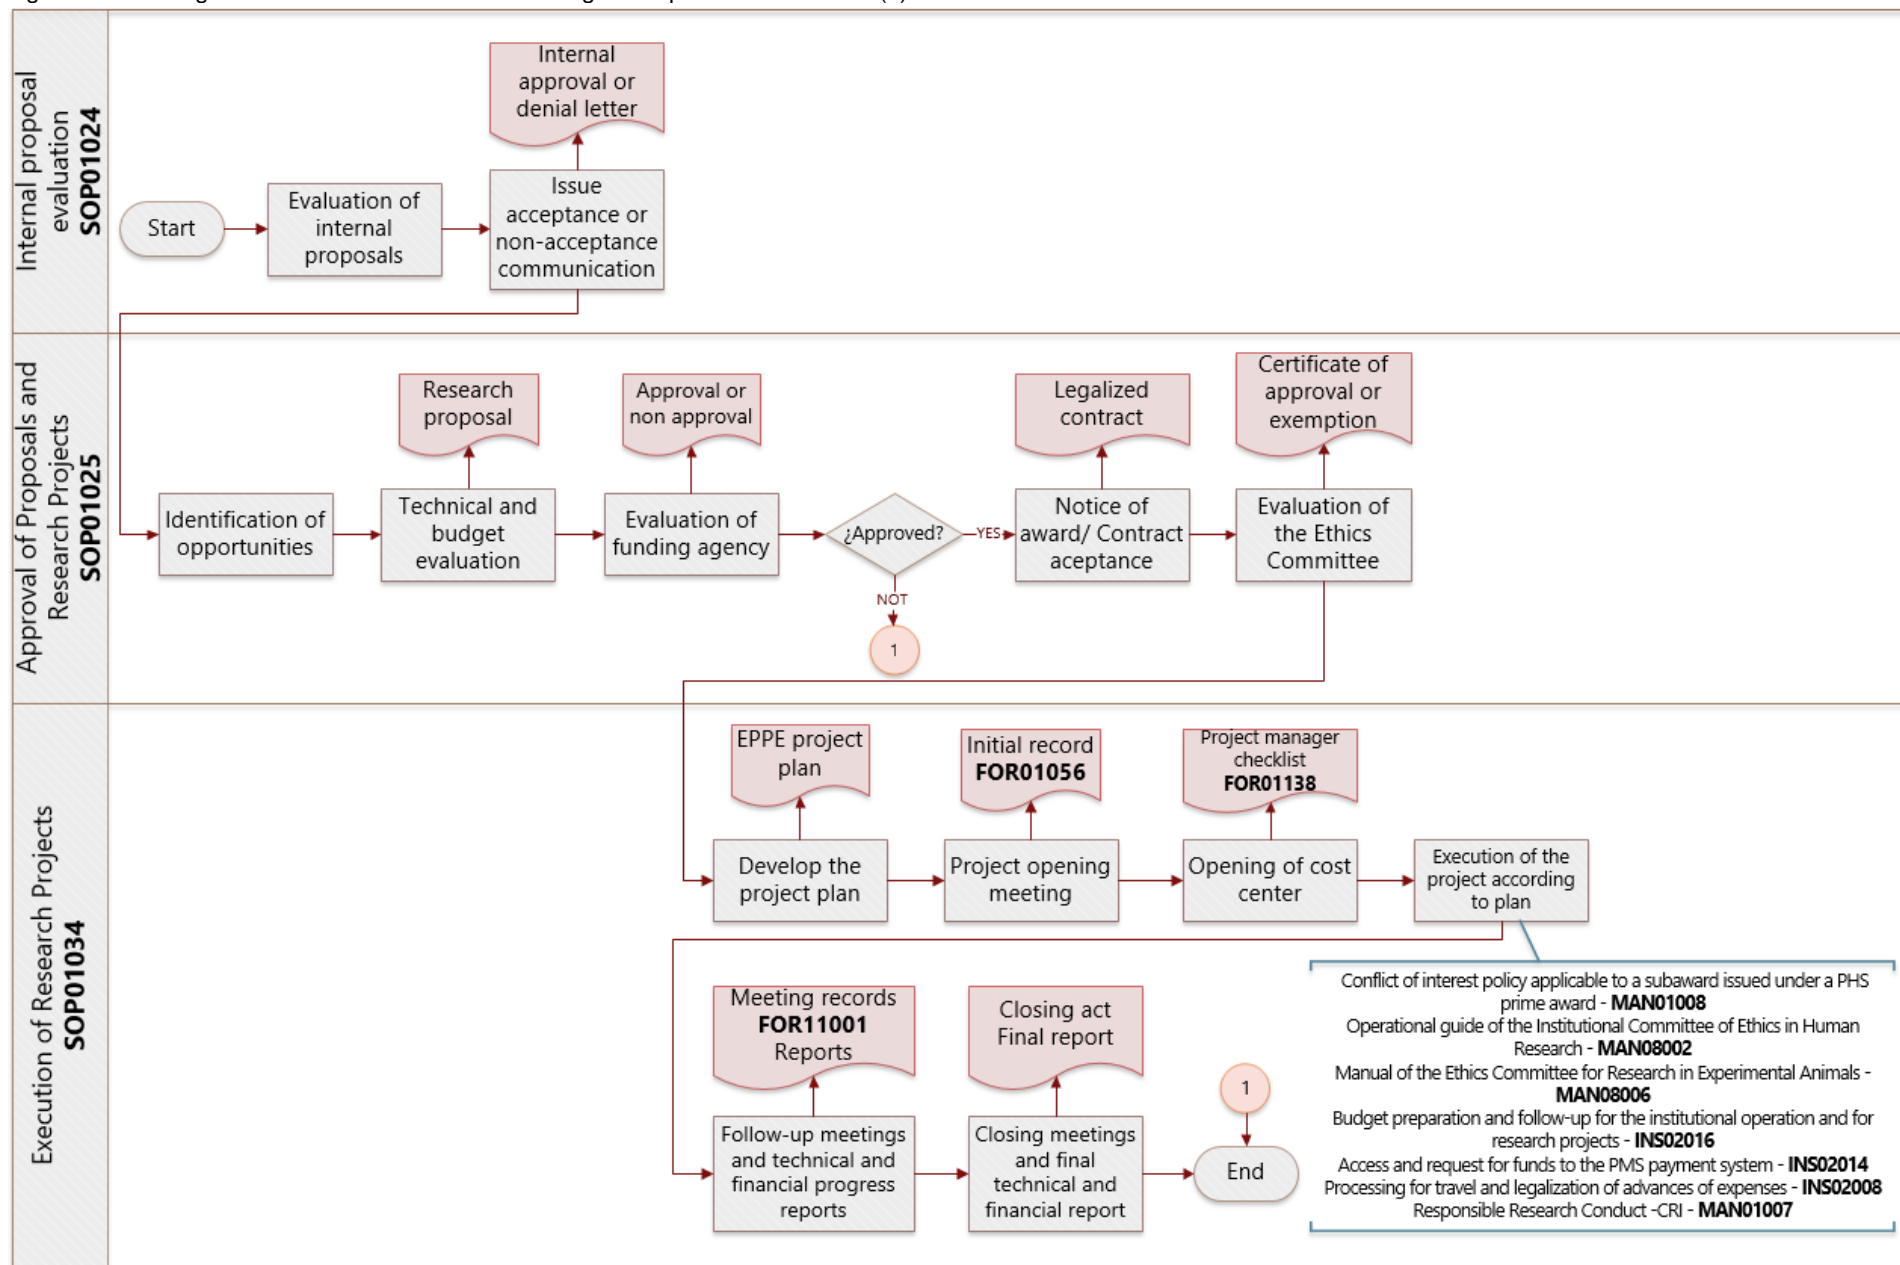 Internal proposal
evaluation
SOP01024
Internal
approval or
denial letter
Start
Evaluation of
internal
proposals
Issue
acceptance or
non-acceptance
communication
Approval of Proposals and
Research Projects
SOP01025
Research
proposal
Approval or
non approval
Legalized
contract
Certificate of
approval or
exemption
Identification of
opportunities
Technical and
budget
evaluation
Evaluation of
funding agency
¿Approved?
YES
Notice of
award/ Contract
aceptance
Evaluation of
the Ethics
Committee
NOT
1
Execution of Research Projects
SOP01034
EPPE project
plan
Initial record
FOR01056
Project manager
checklist
FOR01138
Develop the
project plan
Project opening
meeting
Opening of cost
center
Execution of the
project according
to plan
Meeting records
FOR11001
Reports
Closing act
Final report
1
Follow-up meetings
and technical and
financial progress
reports
Closing meetings
and final
technical and
financial report
End
Conflict of interest policy applicable to a subaward issued under a PHS
prime award - MAN01008
Operational guide of the Institutional Committee of Ethics in Human
Research - MAN08002
Manual of the Ethics Committee for Research in Experimental Animals -
MAN08006
Budget preparation and follow-up for the institutional operation and for
research projects - INS02016
Access and request for funds to the PMS payment system - INS02014
Processing for travel and legalization of advances of expenses - INS02008
Responsible Research Conduct -CRI - MAN01007